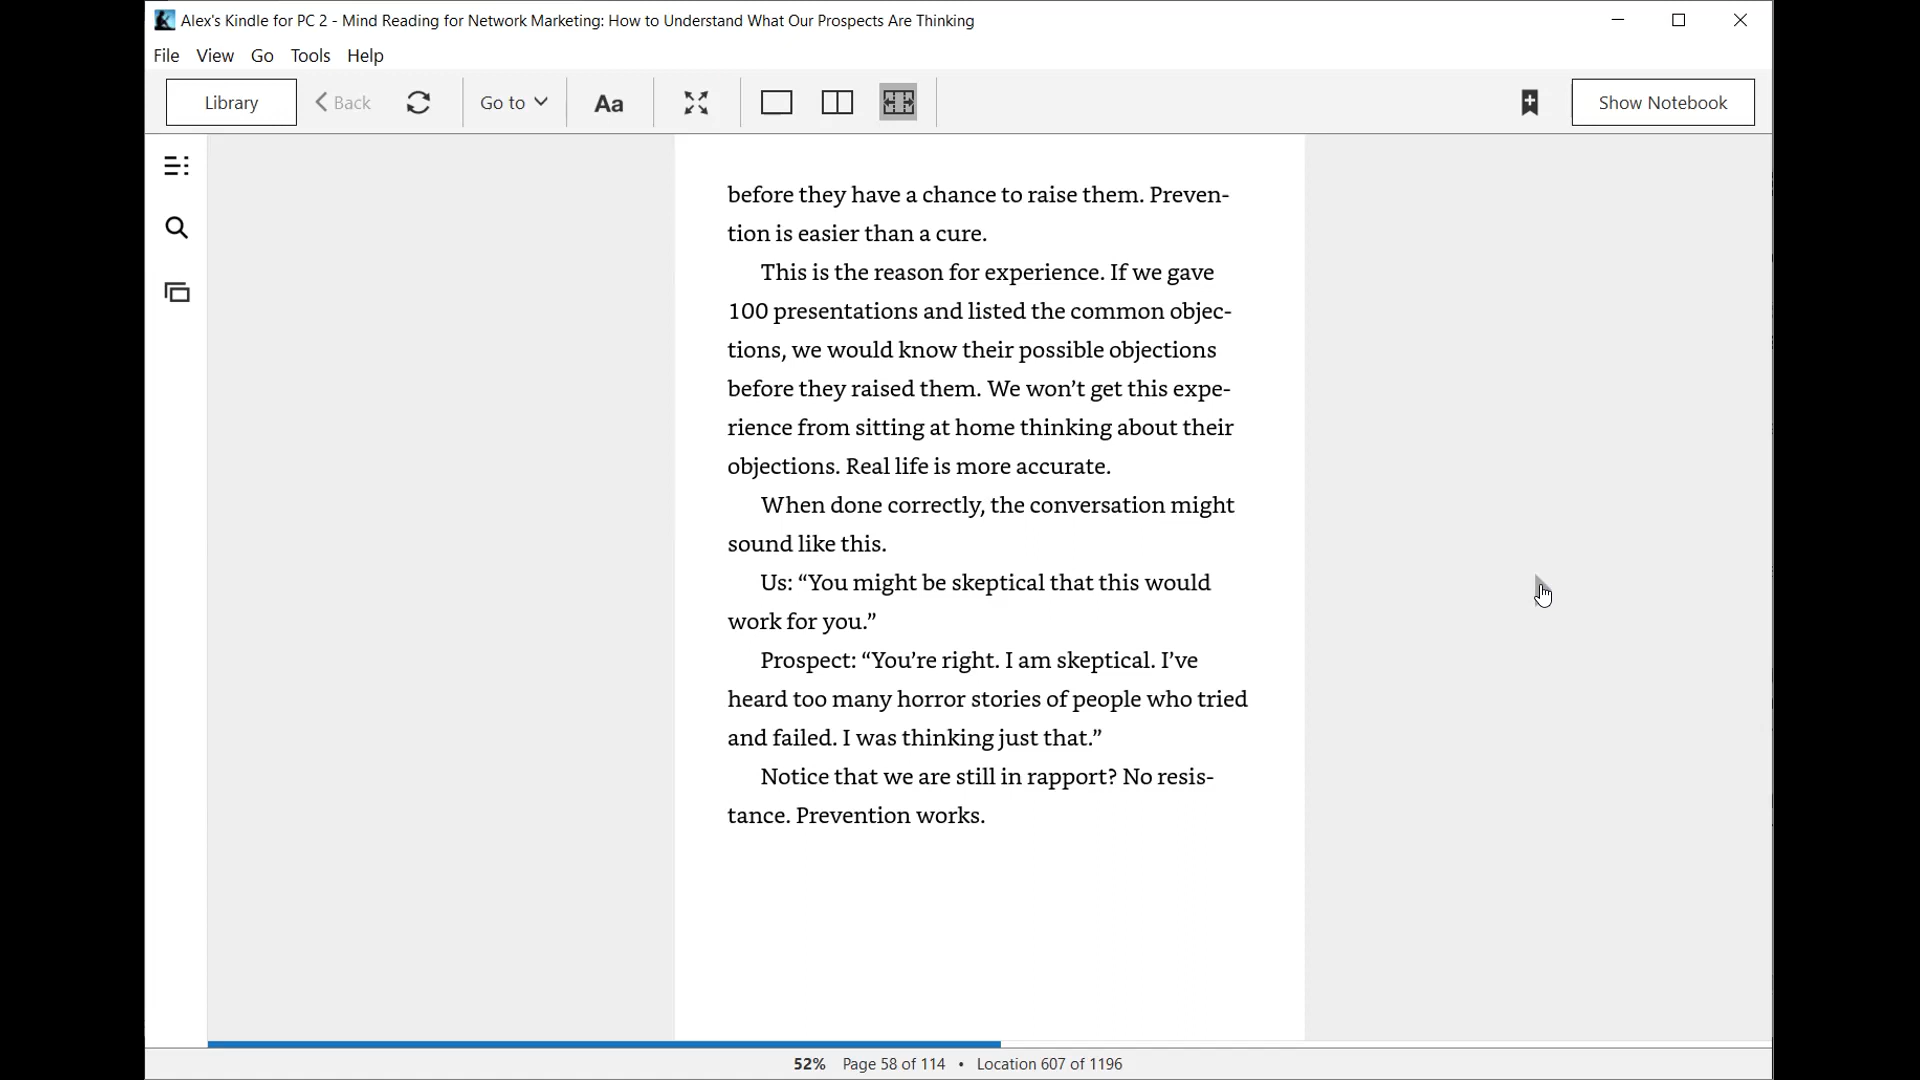 Alex's Kindle for PC 2 - Mind Reading for Network Marketing: How to Understand What Our Prospects Are Thinking
File View Go Tools Help
Library Back Go to Aa Show Notebook
before they have a chance to raise them. Preven-
tion is easier than a cure.
This is the reason for experience. If we gave
100 presentations and listed the common objec-
tions, we would know their possible objections
before they raised them. We won’t get this expe-
rience from sitting at home thinking about their
objections. Real life is more accurate.
When done correctly, the conversation might
sound like this.
Us: “You might be skeptical that this would
work for you.”
Prospect: “You’re right. I am skeptical. I’ve
heard too many horror stories of people who tried
and failed. I was thinking just that.”
Notice that we are still in rapport? No resis-
tance. Prevention works.
52% Page 58 of 114 • Location 607 of 1196